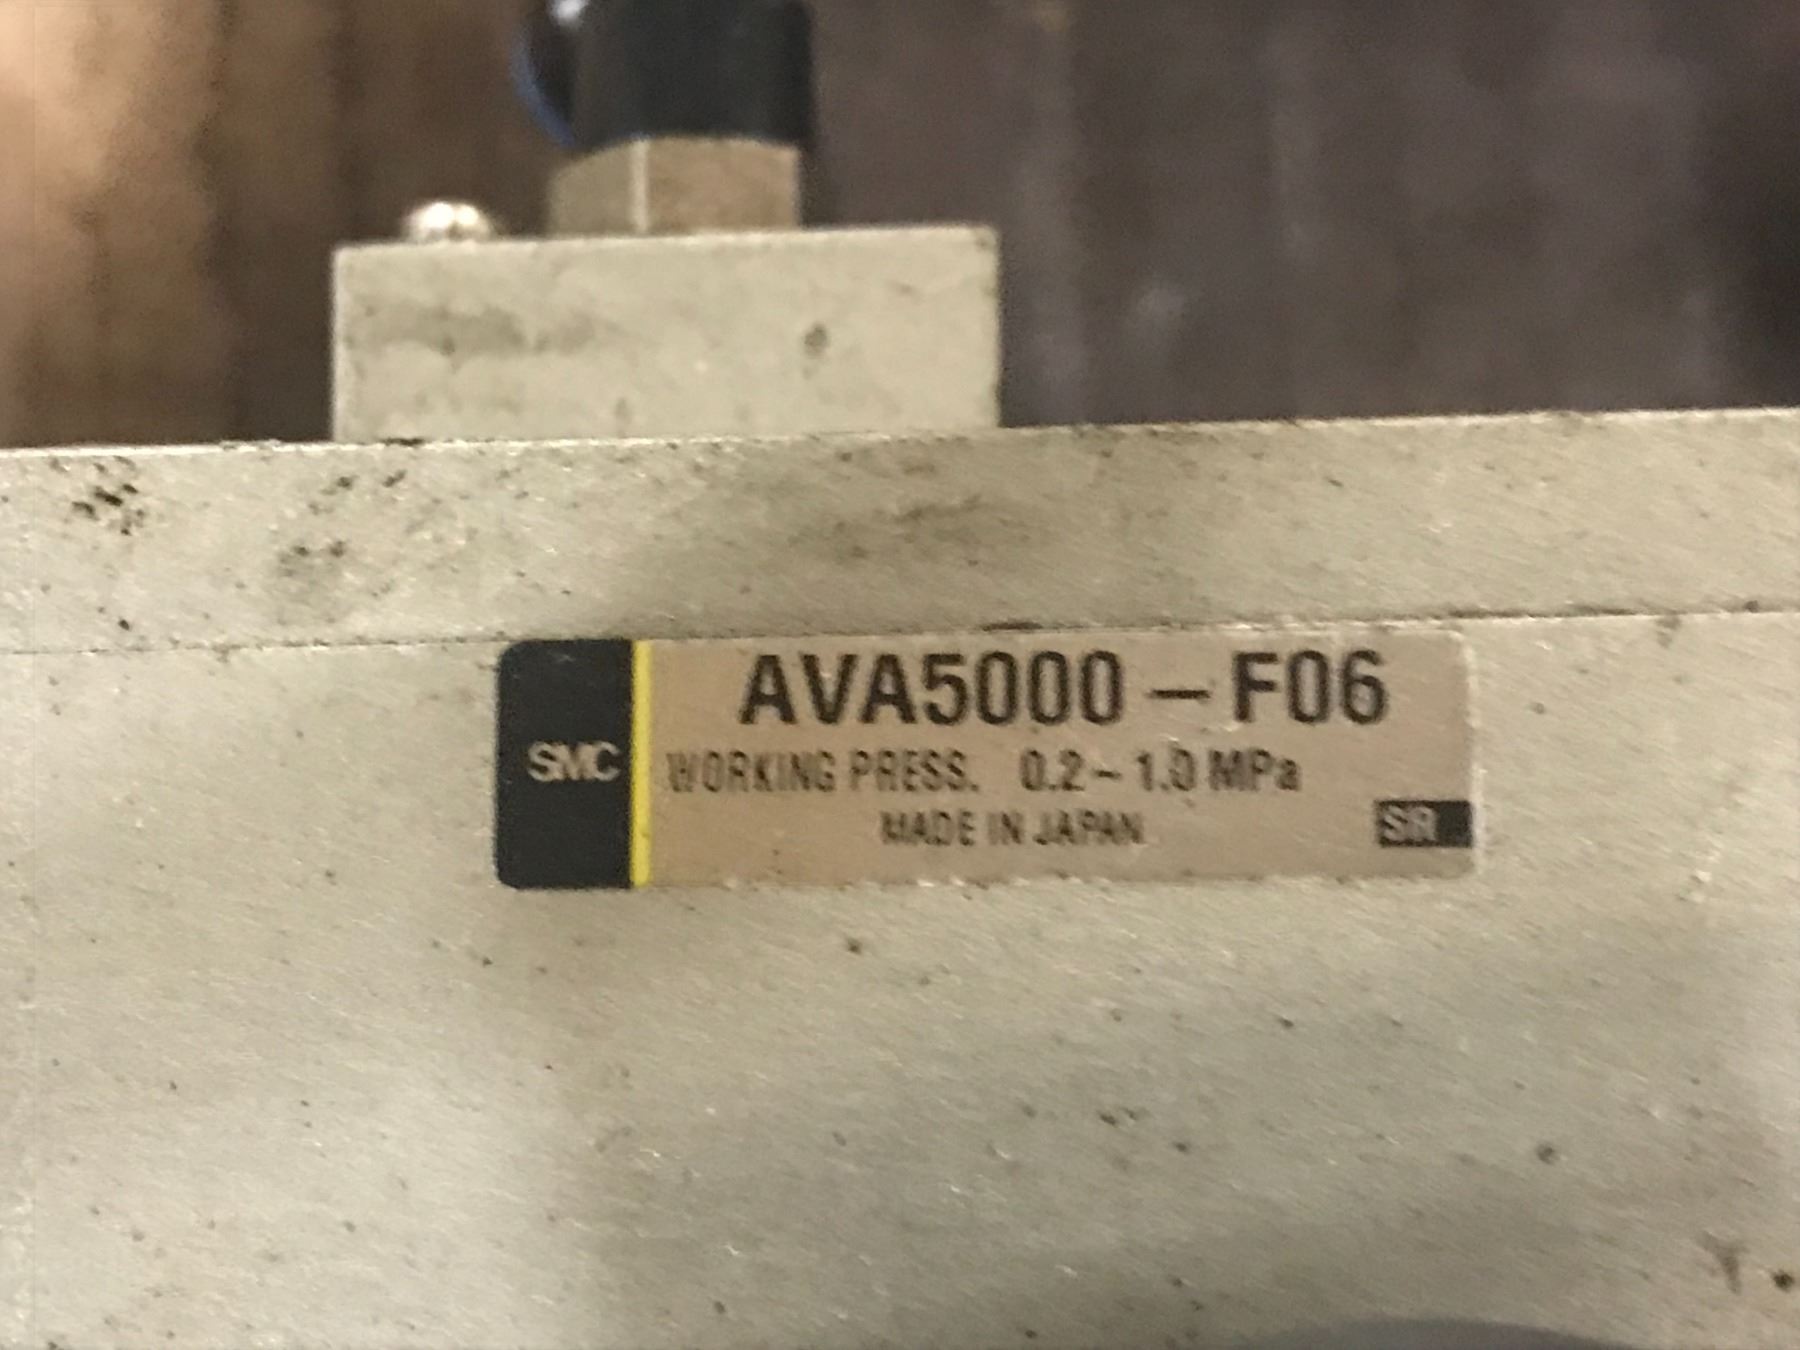 AVA5000-F06
SMC
WORKING PRESS. 0.2~1.0 MPa
MADE IN JAPAN
SR